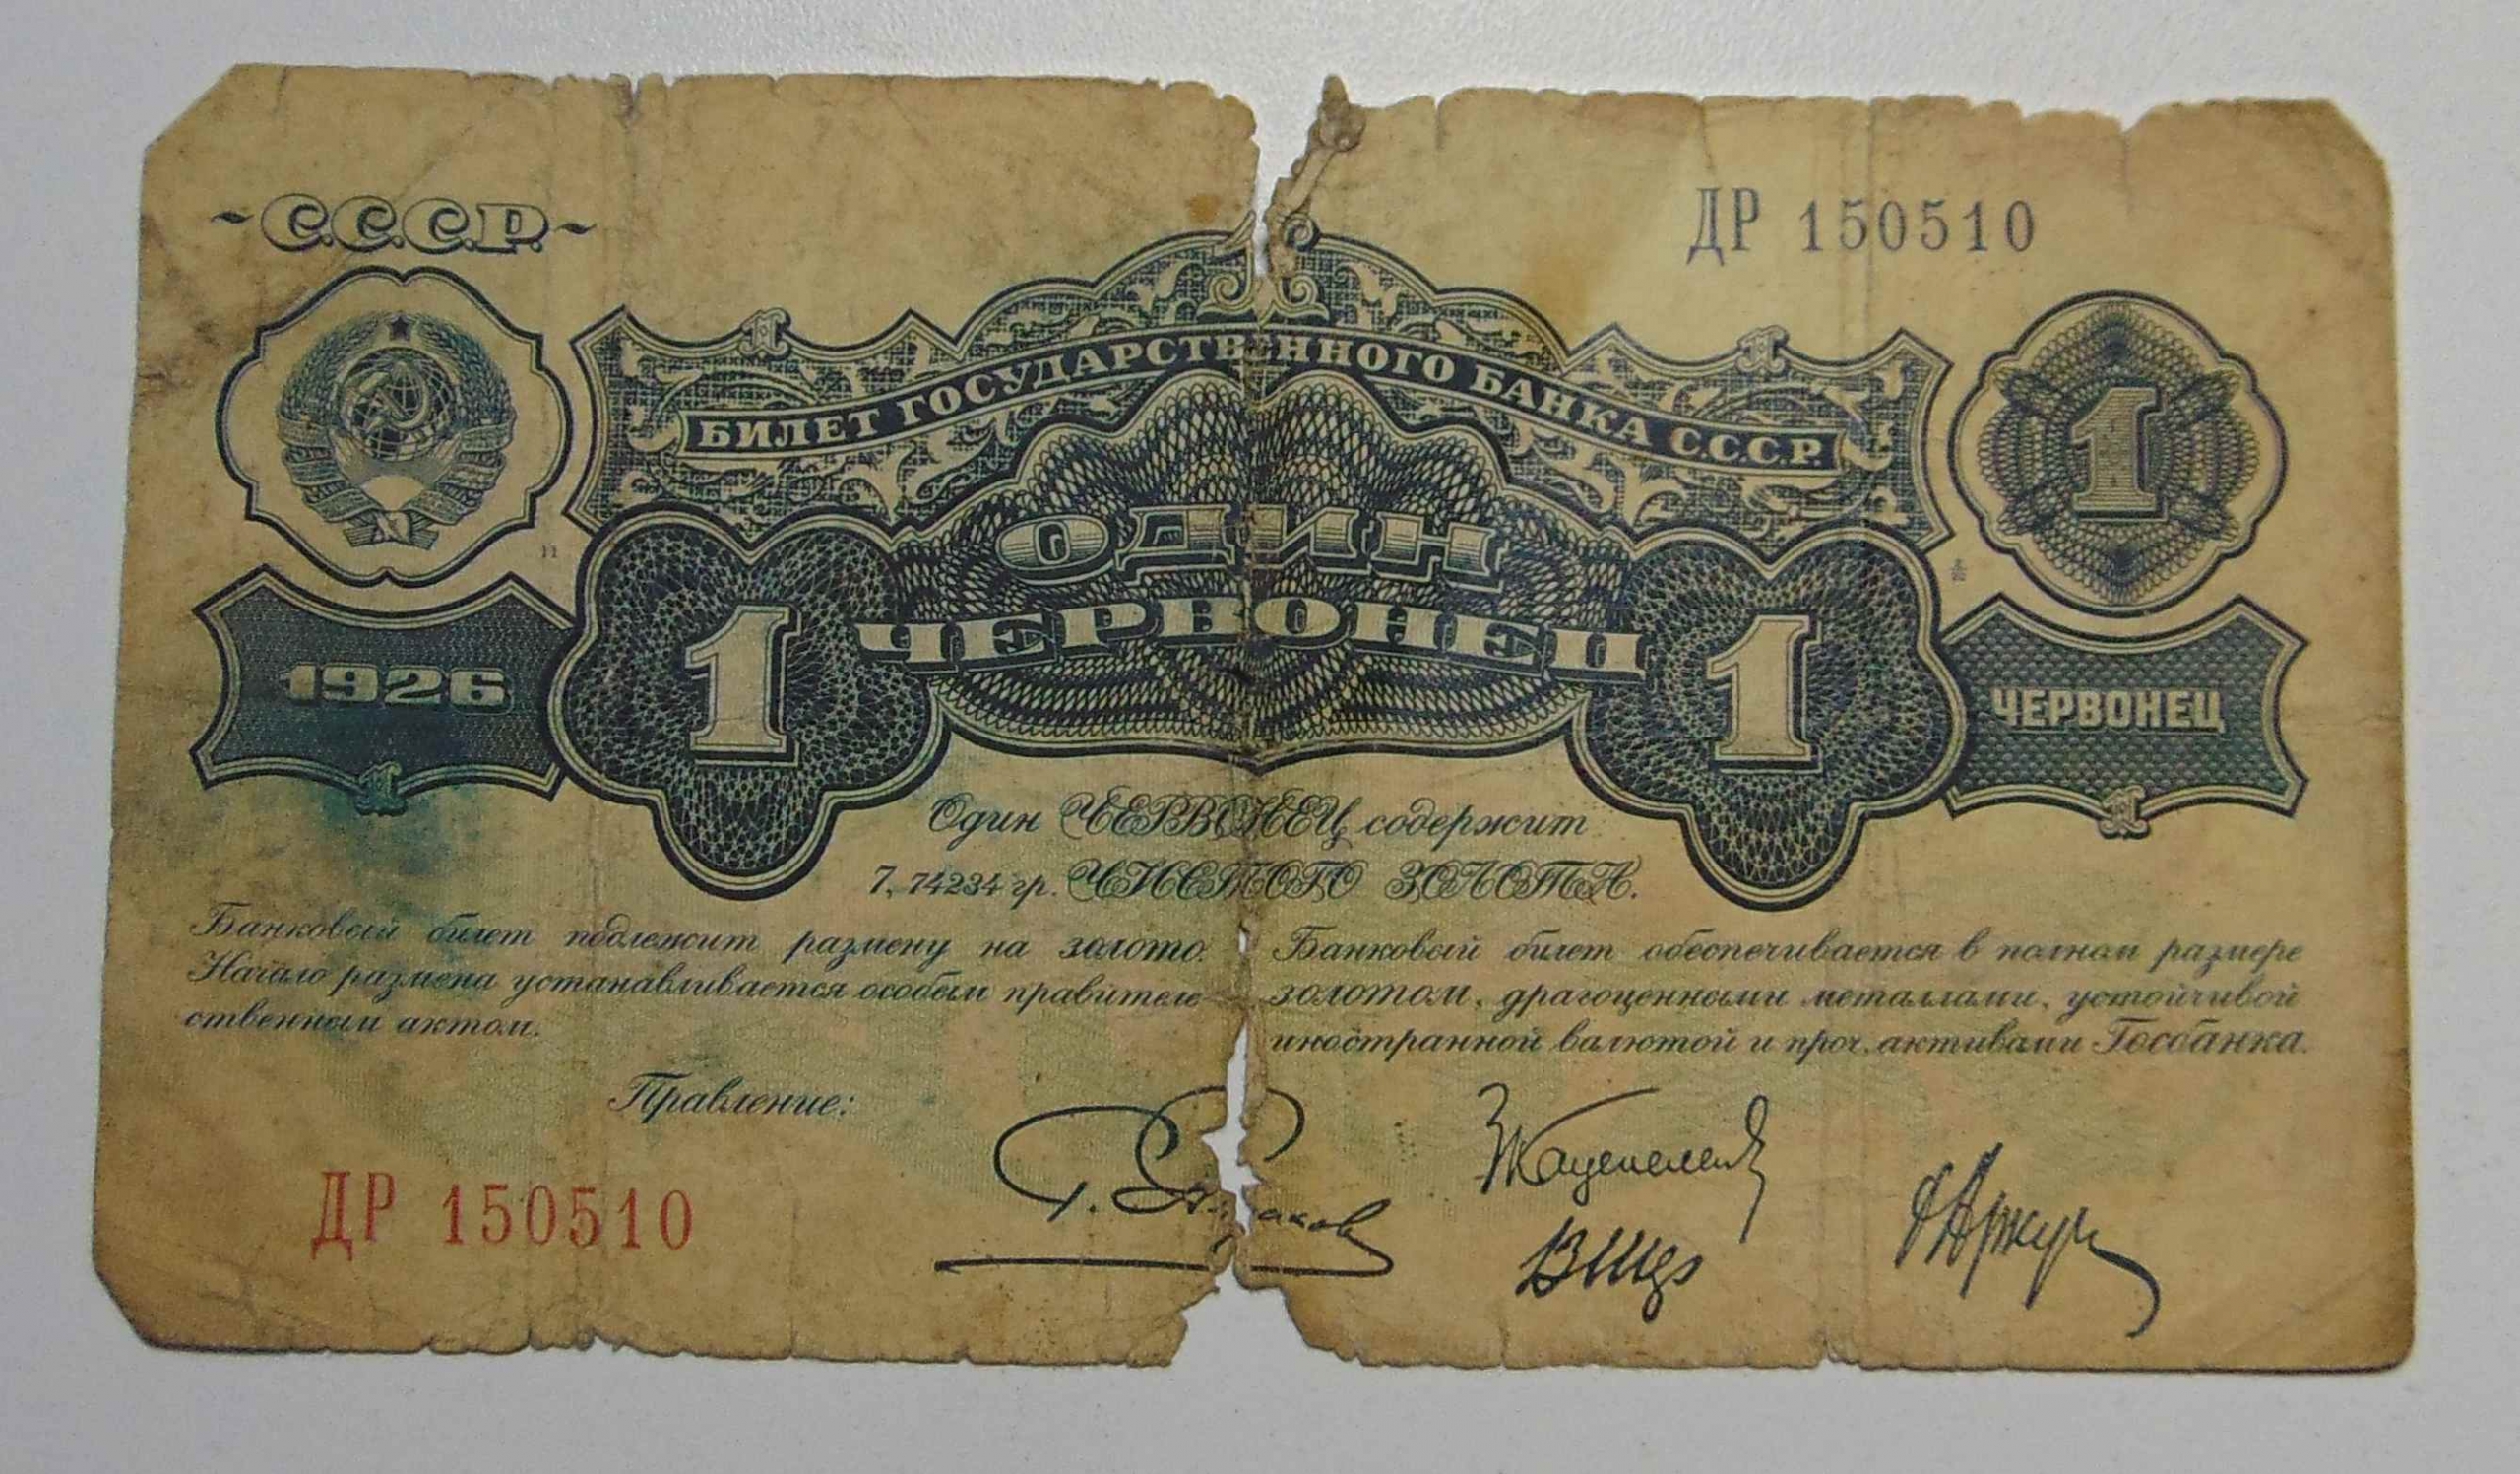 С.С.С.Р.
ДР 150510
БИЛЕТ ГОСУДАРСТВЕННОГО БАНКА С.С.С.Р.
1
ОДИН
ЧЕРВОНЕЦ
1926
1
1
ЧЕРВОНЕЦ
Один ЧЕРВОНЕЦ содержит
7,74234 гр. ЧИСТОГО ЗОЛОТА.
Банковый билет подлежит размену на золото.
Начало размена устанавливается особым правитель-
ственным актом.
Банковый билет обеспечивается в полном размере
золотом, драгоценными металлами, устойчивой
иностранной валютой и проч. активами Госбанка.
Правление:
ДР 150510